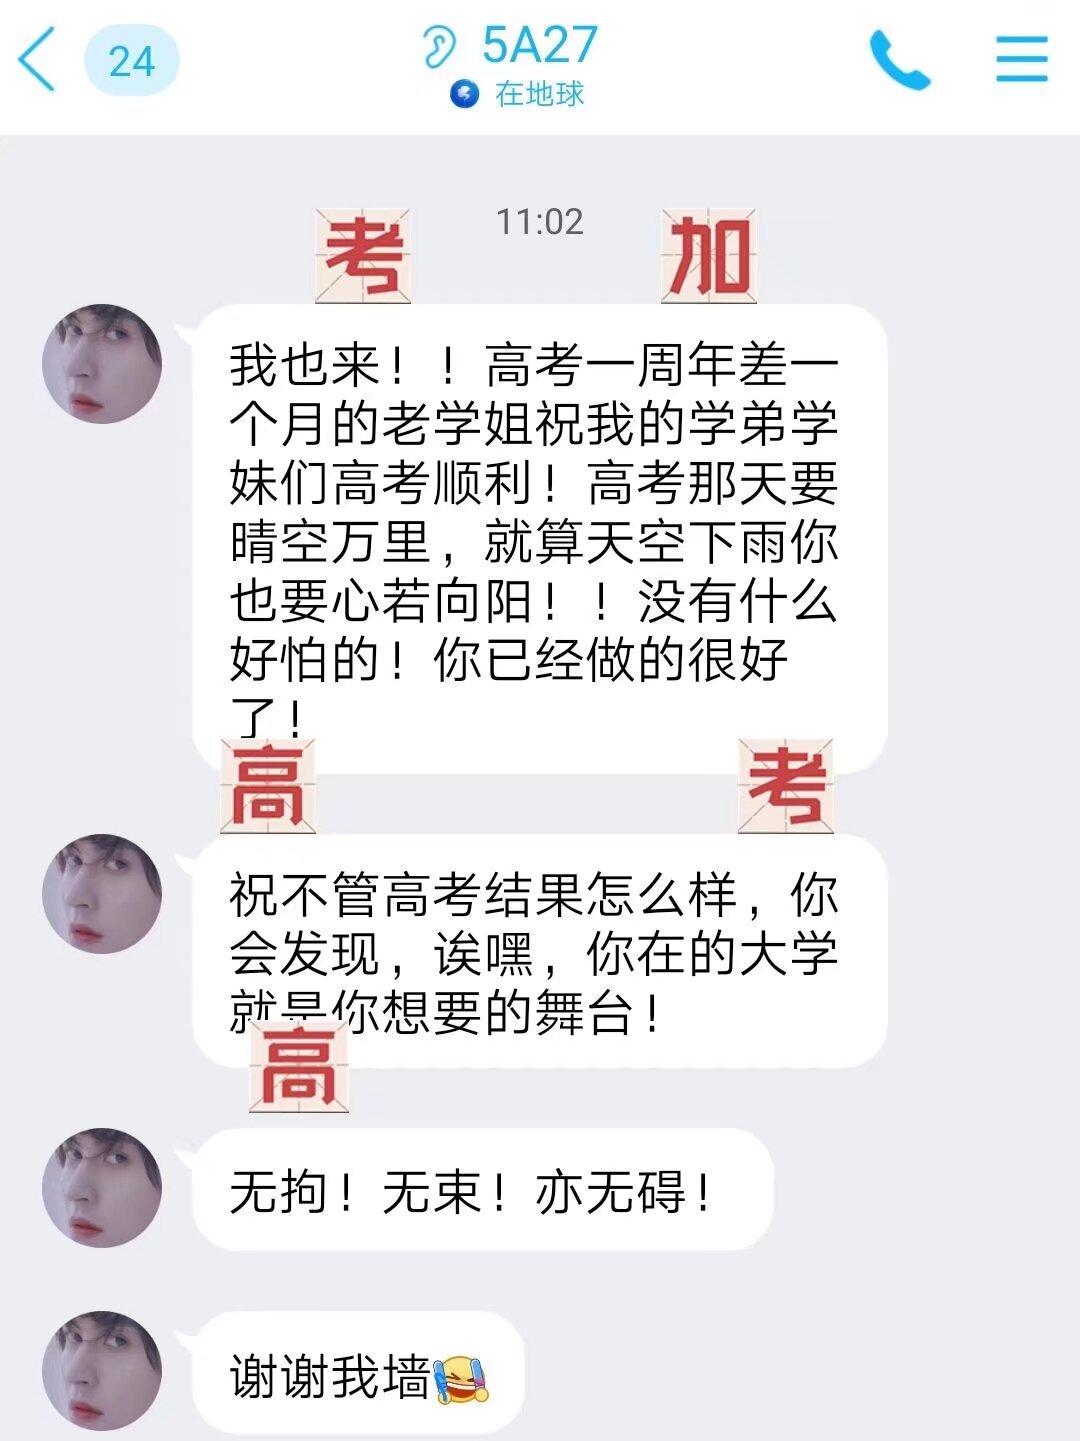 24
5A27
在地球
11:02
考
加
我也来！！高考一周年差一
个月的老学姐祝我的学弟学
妹们高考顺利！高考那天要
晴空万里，就算天空下雨你
也要心若向阳！！没有什么
好怕的！你已经做的很好
了！
高
考
祝不管高考结果怎么样，你
会发现，诶嘿，你在的大学
就是你想要的舞台！
高
无拘！无束！亦无碍！
谢谢我墙